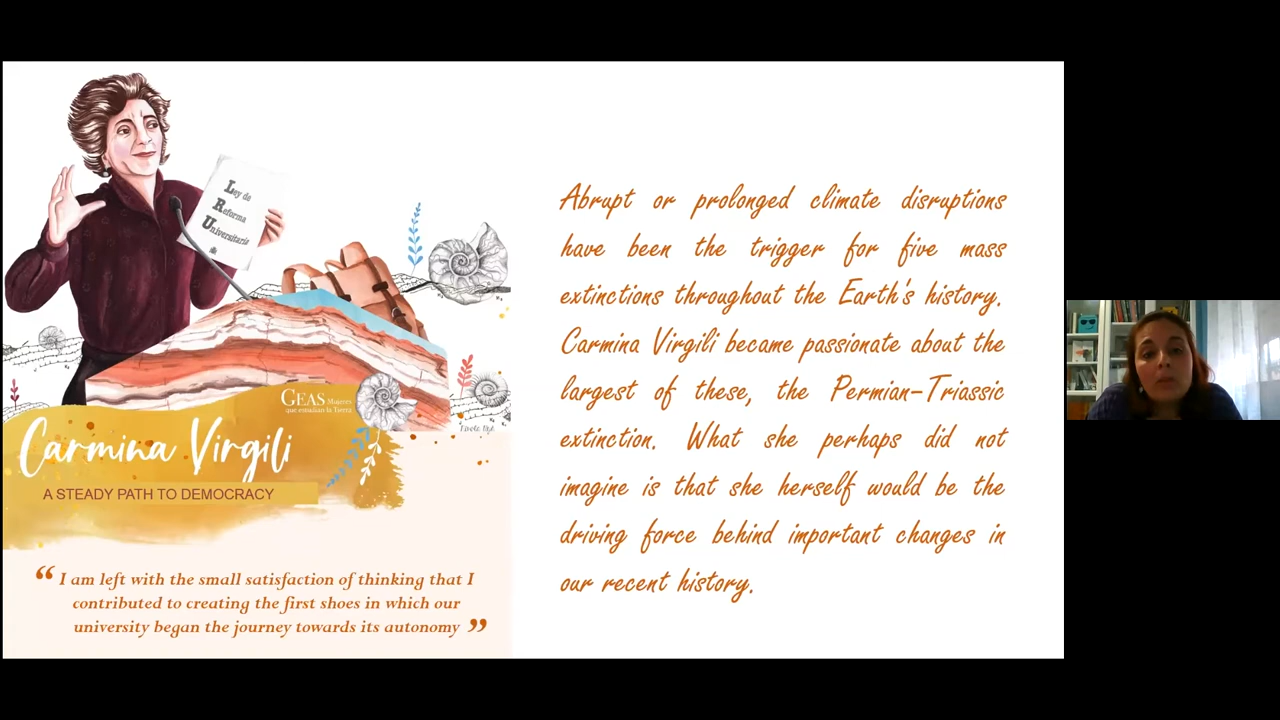 Ley de
Reforma
Universitaria
GEAS Mujeres
que estudian la Tierra
Carmina Virgili
A STEADY PATH TO DEMOCRACY
“ I am left with the small satisfaction of thinking that I
contributed to creating the first shoes in which our
university began the journey towards its autonomy ”
Abrupt or prolonged climate disruptions
have been the trigger for five mass
extinctions throughout the Earth's history.
Carmina Virgili became passionate about the
largest of these, the Permian-Triassic
extinction. What she perhaps did not
imagine is that she herself would be the
driving force behind important changes in
our recent history.